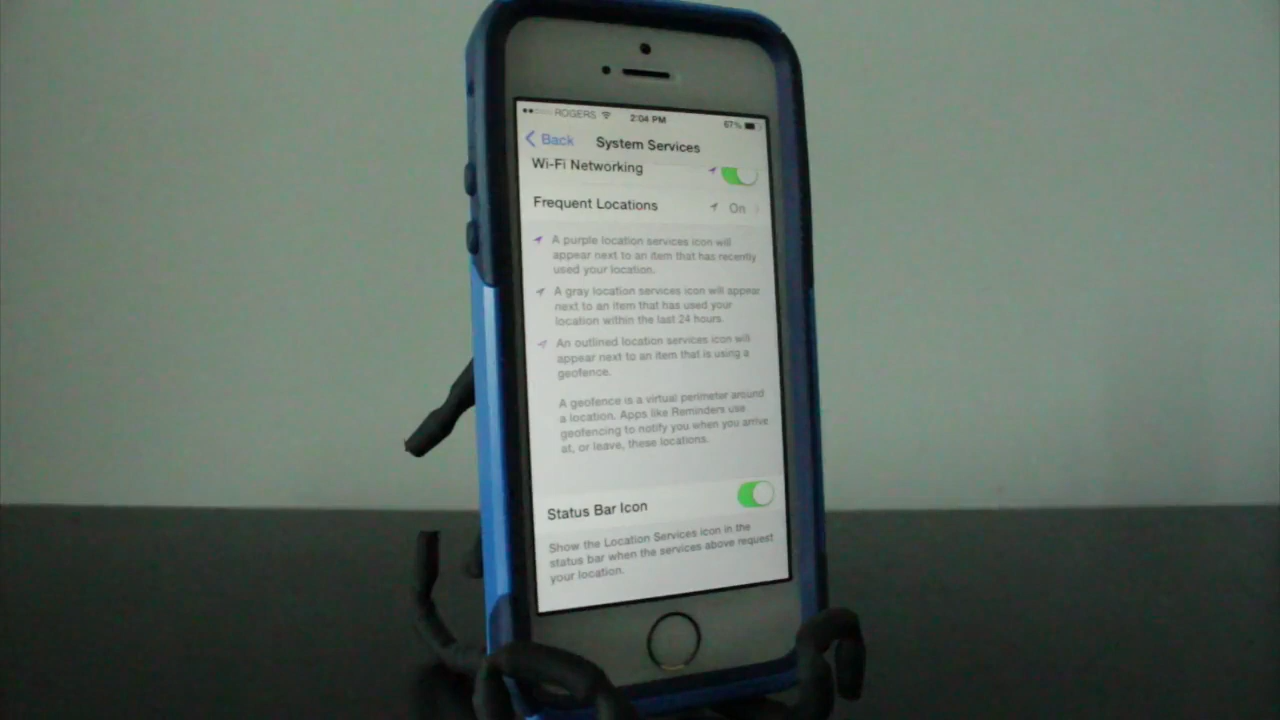 ROGERS 2:04 PM 67%
Back System Services
Wi-Fi Networking
Frequent Locations On
A purple location services icon will
appear next to an item that has recently
used your location.
A gray location services icon will appear
next to an item that has used your
location within the last 24 hours.
An outlined location services icon will
appear next to an item that is using a
geofence.
A geofence is a virtual perimeter around
a location. Apps like Reminders use
geofencing to notify you when you arrive
at, or leave, these locations.
Status Bar Icon
Show the Location Services icon in the
status bar when the services above request
your location.